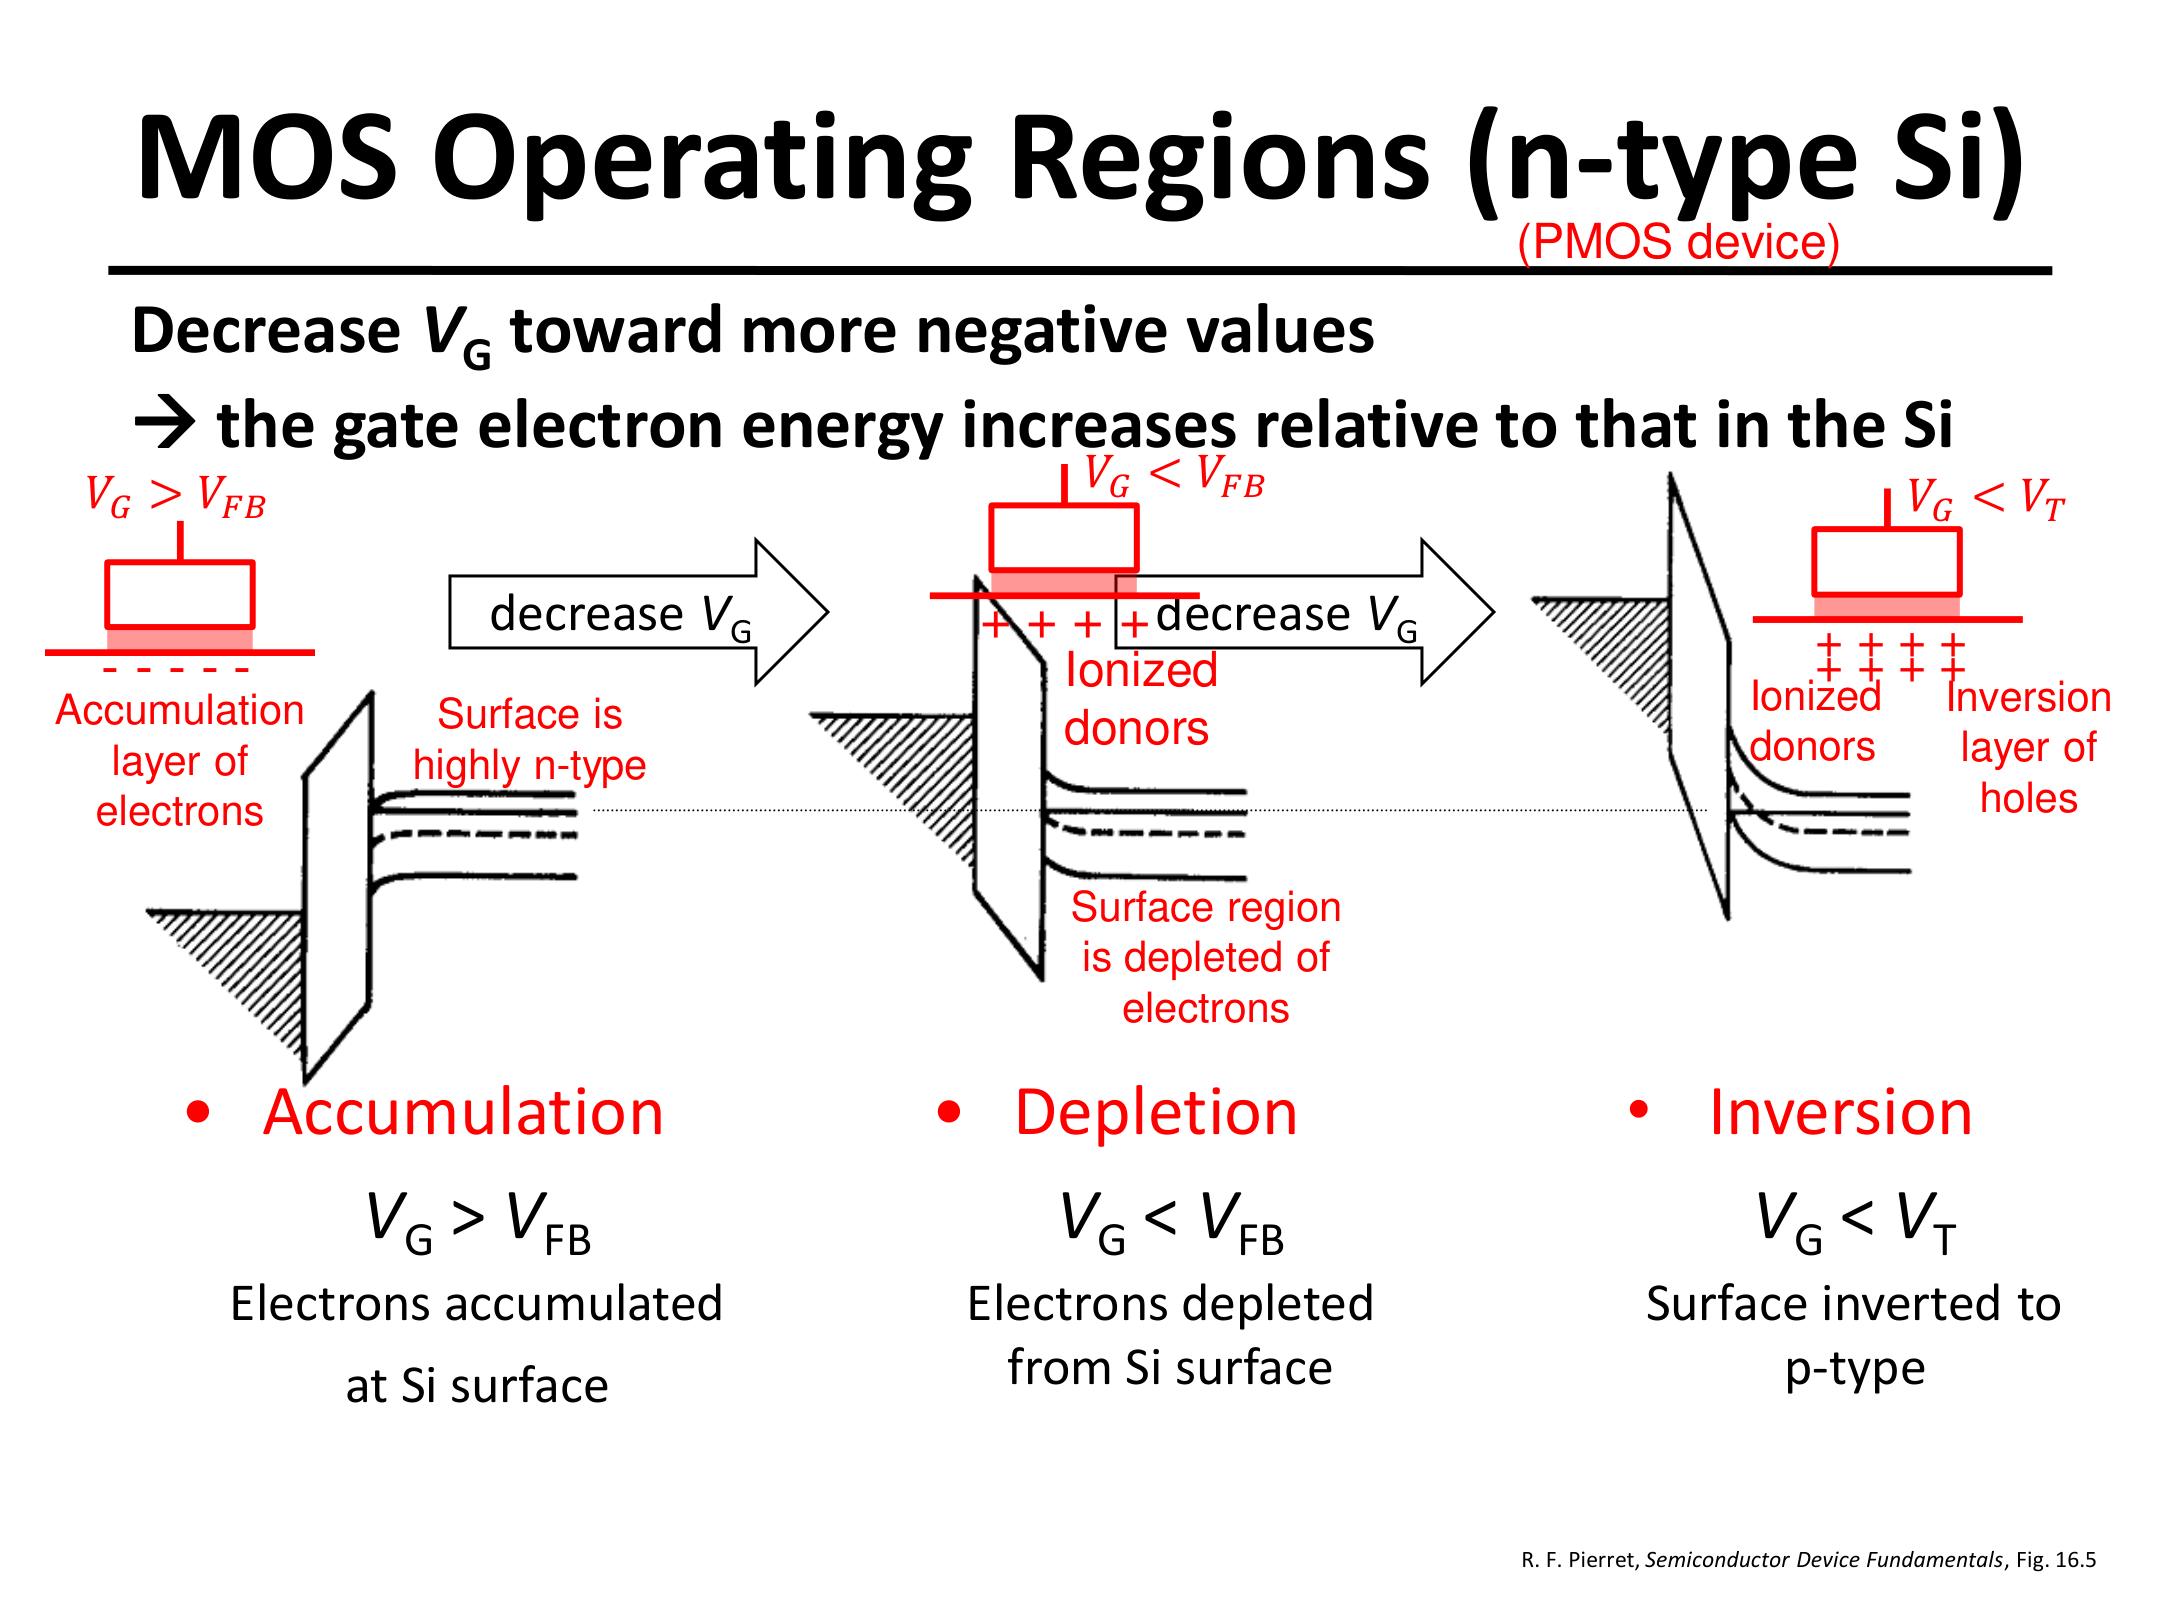 MOS Operating Regions (n-type Si)
(PMOS device)
Decrease VG toward more negative values
→ the gate electron energy increases relative to that in the Si
VG > VFB
- - - - -
Accumulation
layer of
electrons
Surface is
highly n-type
decrease VG
VG < VFB
+ + + +
Ionized
donors
Surface region
is depleted of
electrons
decrease VG
VG < VT
+ + + +
+ + + +
Ionized
donors
Inversion
layer of
holes
• Accumulation
VG > VFB
Electrons accumulated
at Si surface
• Depletion
VG < VFB
Electrons depleted
from Si surface
• Inversion
VG < VT
Surface inverted to
p-type
R. F. Pierret, Semiconductor Device Fundamentals, Fig. 16.5